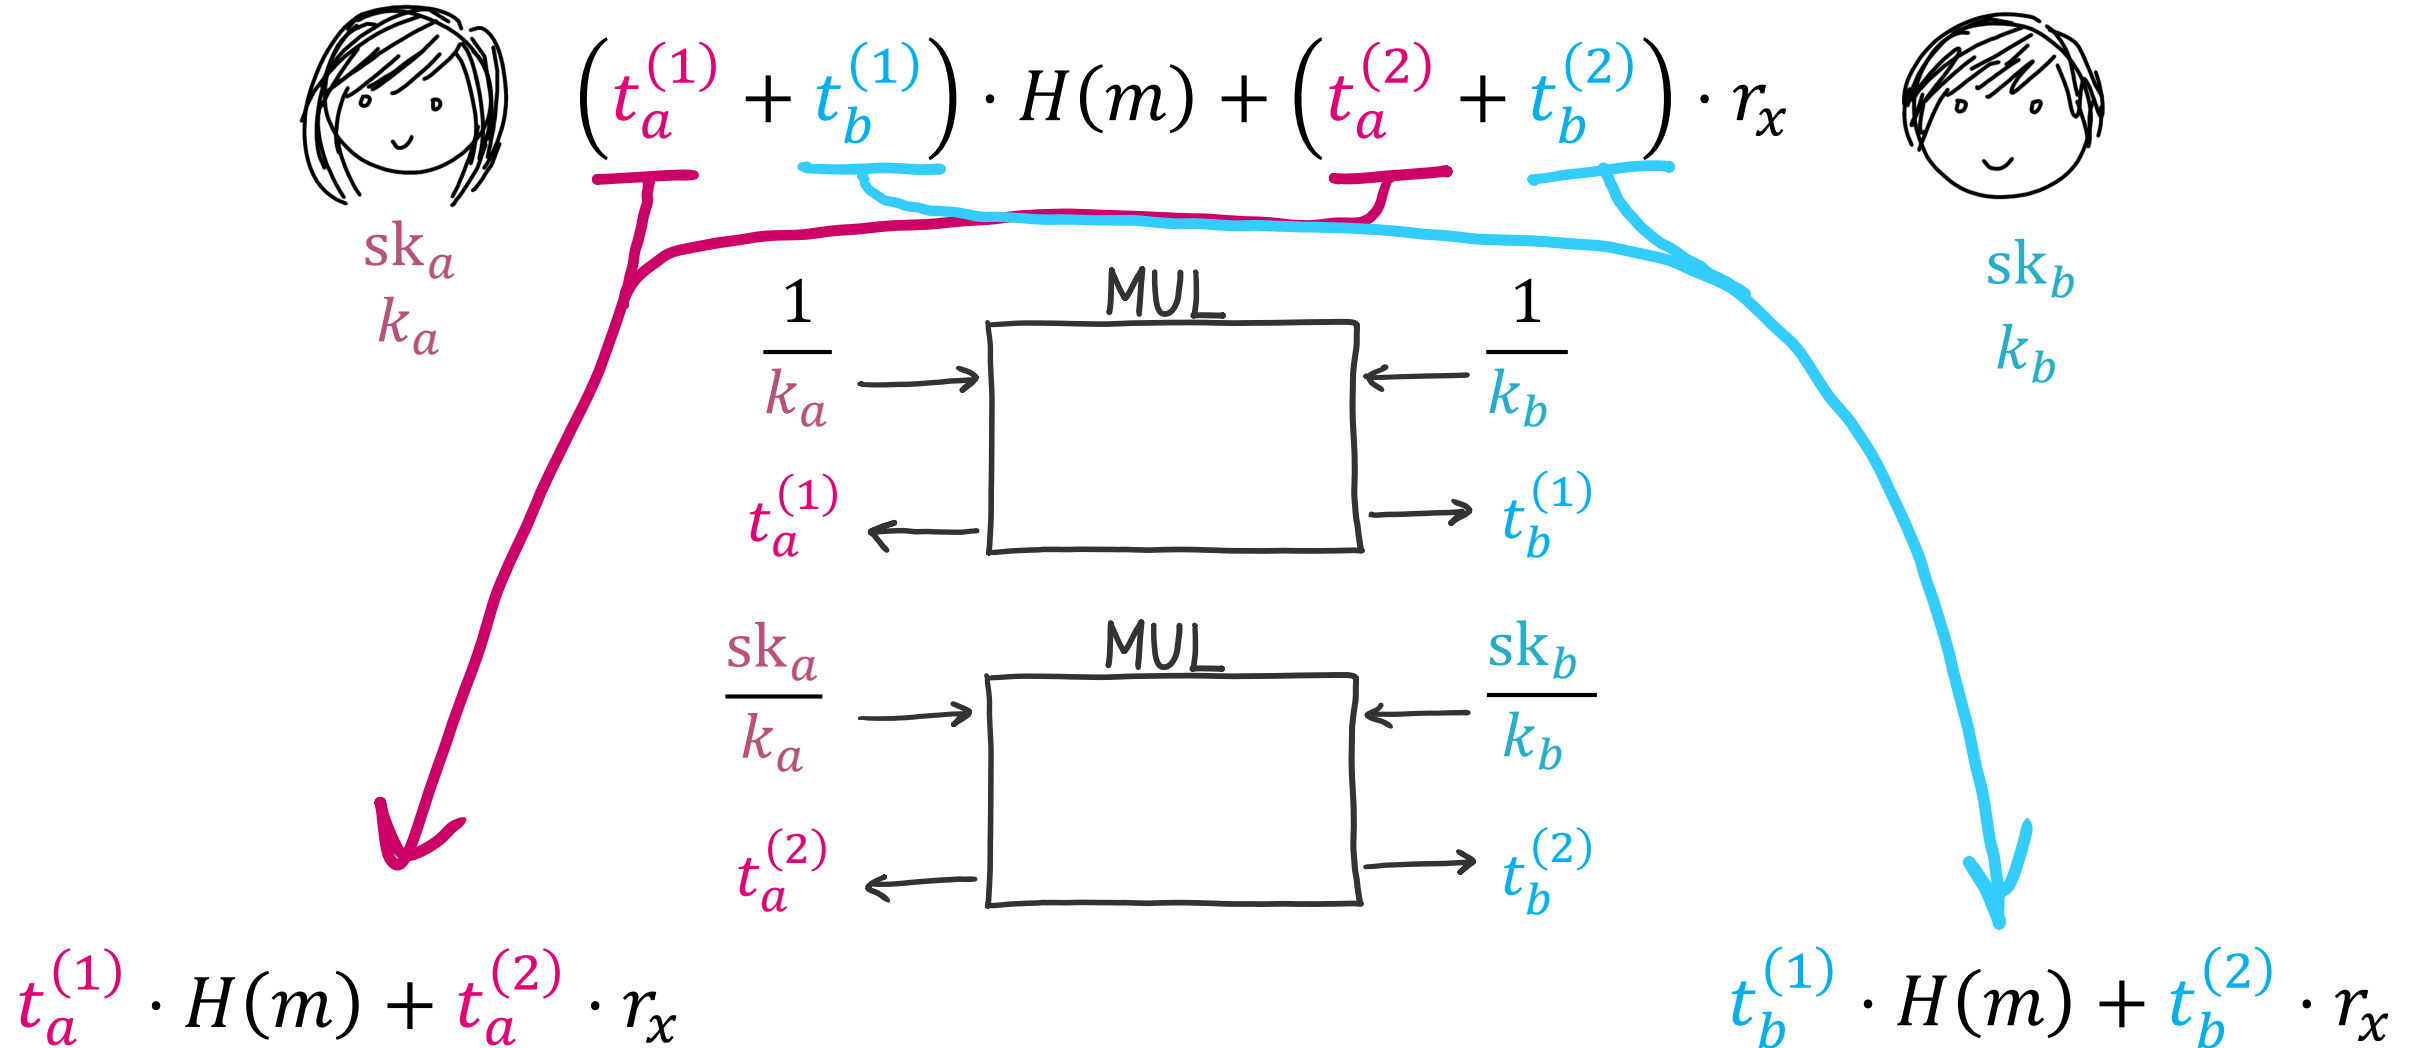 (t_a^(1) + t_b^(1)) · H(m) + (t_a^(2) + t_b^(2)) · r_x
sk_a
k_a
sk_b
k_b
MUL
1/k_a
1/k_b
t_a^(1)
t_b^(1)
MUL
sk_a/k_a
sk_b/k_b
t_a^(2)
t_b^(2)
t_a^(1) · H(m) + t_a^(2) · r_x
t_b^(1) · H(m) + t_b^(2) · r_x